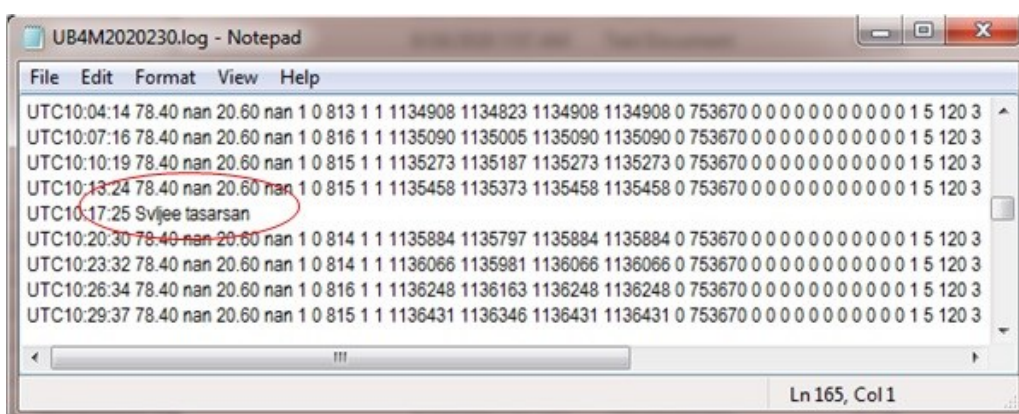 UB4M2020230.log - Notepad
File Edit Format View Help
UTC10:04:14 78.40 nan 20.60 nan 1 0 813 1 1 1134908 1134823 1134908 1134908 0 753670 0 0 0 0 0 0 0 0 0 0 0 0 1 5 120 3
UTC10:07:16 78.40 nan 20.60 nan 1 0 816 1 1 1135090 1135005 1135090 1135090 0 753670 0 0 0 0 0 0 0 0 0 0 0 0 1 5 120 3
UTC10:10:19 78.40 nan 20.60 nan 1 0 815 1 1 1135273 1135187 1135273 1135273 0 753670 0 0 0 0 0 0 0 0 0 0 0 0 1 5 120 3
UTC10:13:24 78.40 nan 20.60 nan 1 0 815 1 1 1135458 1135373 1135458 1135458 0 753670 0 0 0 0 0 0 0 0 0 0 0 0 1 5 120 3
UTC10:17:25 Svljee tasarsan
UTC10:20:30 78.40 nan 20.60 nan 1 0 814 1 1 1135884 1135797 1135884 1135884 0 753670 0 0 0 0 0 0 0 0 0 0 0 0 1 5 120 3
UTC10:23:32 78.40 nan 20.60 nan 1 0 814 1 1 1136066 1135981 1136066 1136066 0 753670 0 0 0 0 0 0 0 0 0 0 0 0 1 5 120 3
UTC10:26:34 78.40 nan 20.60 nan 1 0 816 1 1 1136248 1136163 1136248 1136248 0 753670 0 0 0 0 0 0 0 0 0 0 0 0 1 5 120 3
UTC10:29:37 78.40 nan 20.60 nan 1 0 815 1 1 1136431 1136346 1136431 1136431 0 753670 0 0 0 0 0 0 0 0 0 0 0 0 1 5 120 3
Ln 165, Col 1